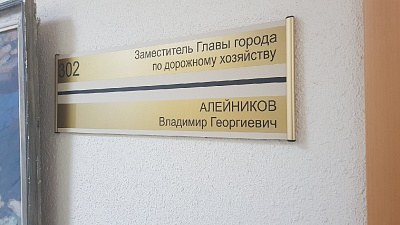 302
Заместитель Главы города
по дорожному хозяйству
АЛЕЙНИКОВ
Владимир Георгиевич